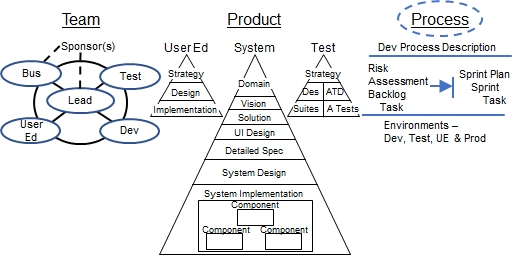 Team
Product
Process
Sponsor(s)
Bus
Test
Lead
User
Ed
Dev
User Ed
System
Test
Strategy
Design
Implementation
Domain
Vision
Solution
UI Design
Detailed Spec
System Design
System Implementation
Component
Component
Component
Strategy
Des
ATD
Suites
A Tests
Dev Process Description
Risk
Assessment
Backlog
Task
Sprint Plan
Sprint
Task
Environments –
Dev, Test, UE & Prod